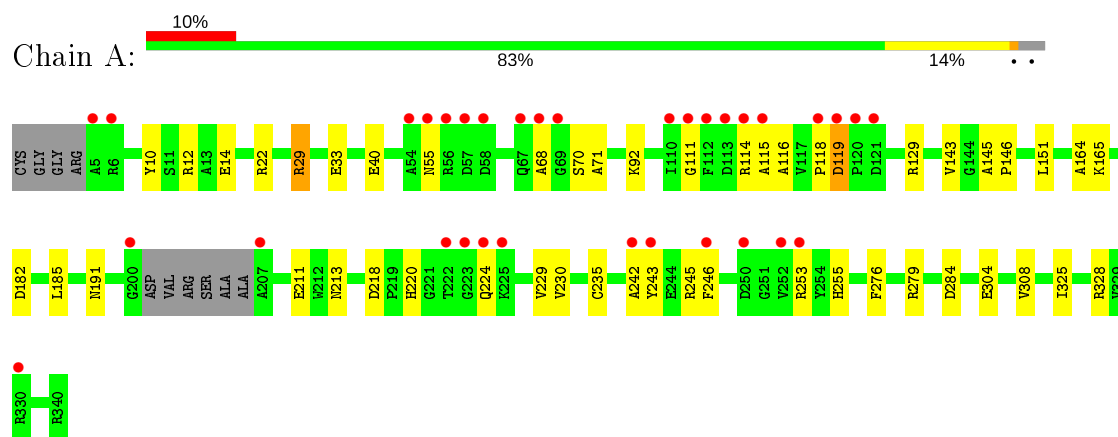 10%
Chain A:
83% 14% • •
CYS GLY GLY ARG A5 R6 Y10 S11 R12 A13 E14 R22 R29 E33 E40 A54 N55 R56 D57 D58 Q67 A68 G69 S70 A71 K92 I110 G111 F112 D113 R114 A115 A116 V117 P118 D119 P120 D121 R129 V143 G144 A145 P146 L151 A164 K165
D182 L185 N191 G200 ASP VAL ARG SER ALA ALA A207 E211 W212 N213 D218 P219 H220 G221 T222 G223 Q224 K225 V229 V230 C235 A242 Y243 E244 R245 F246 D250 G251 V252 R253 Y254 H255 F276 R279 D284 E304 V308 I325 R328
R330 R340